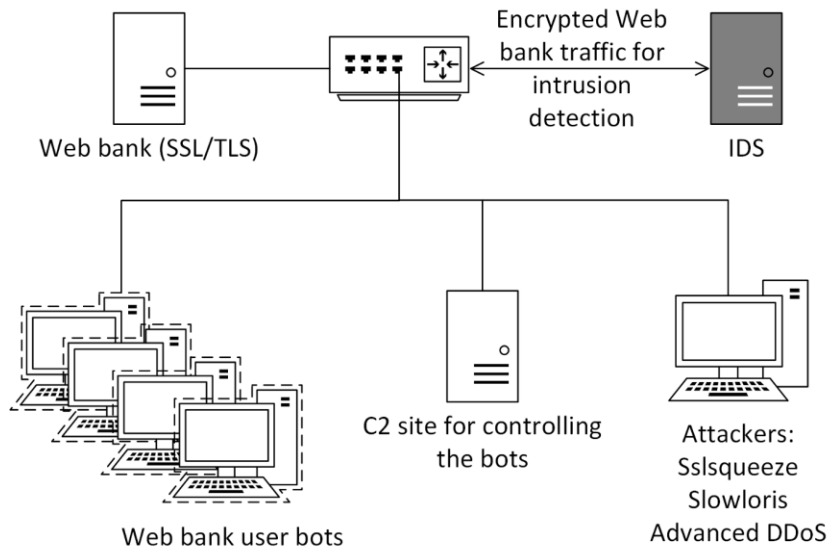 Encrypted Web
bank traffic for
intrusion
detection
Web bank (SSL/TLS)
IDS
C2 site for controlling
the bots
Attackers:
Sslsqueeze
Slowloris
Advanced DDoS
Web bank user bots